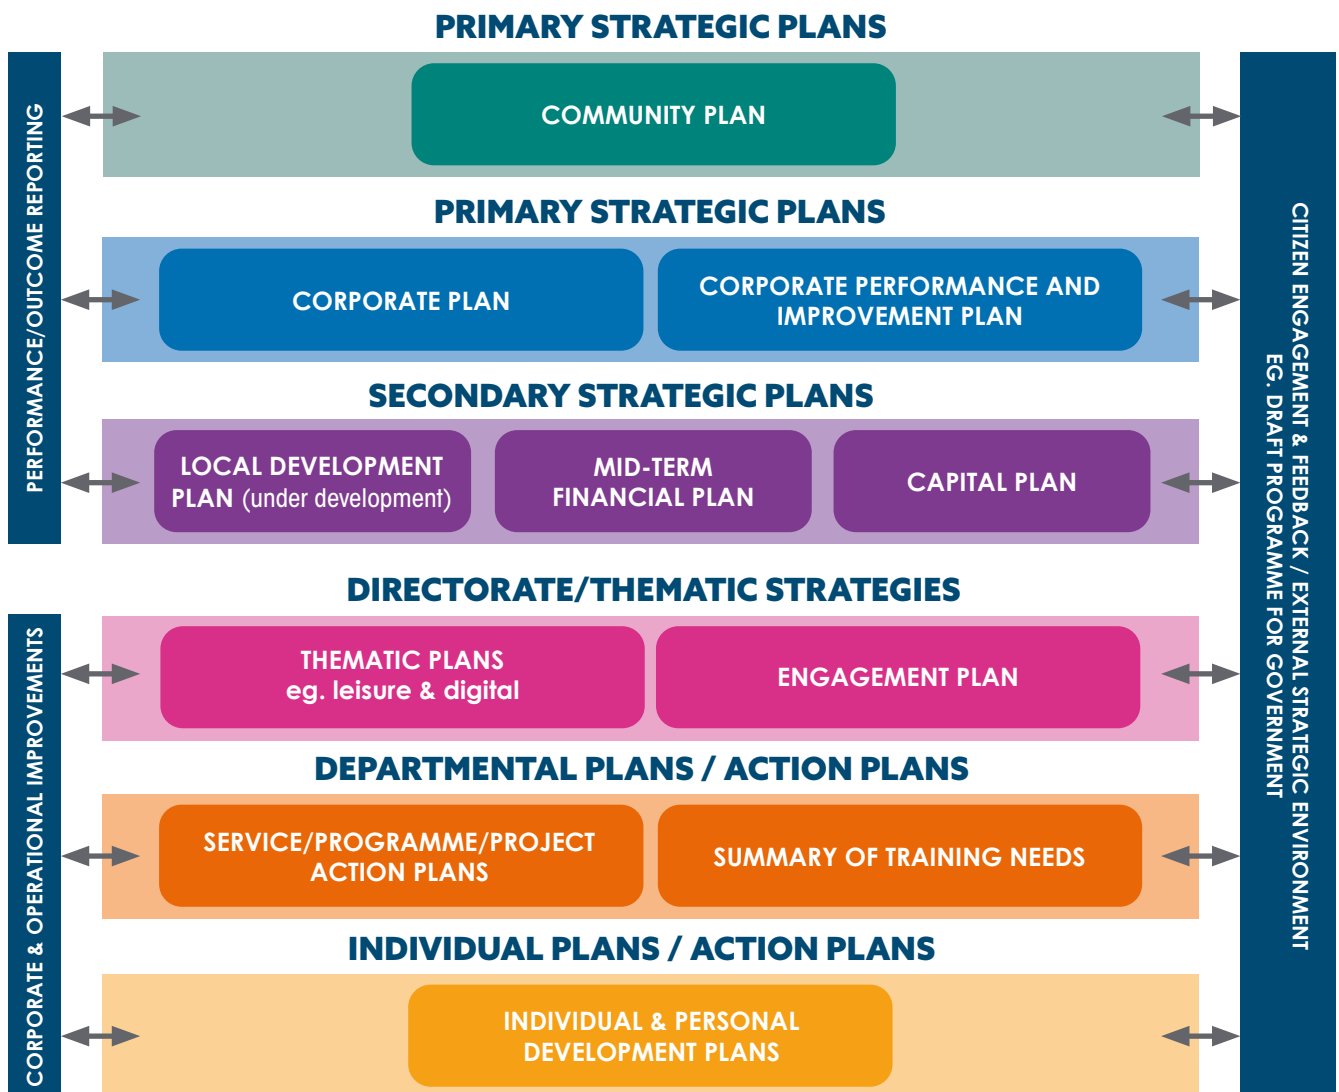 PRIMARY STRATEGIC PLANS
COMMUNITY PLAN
PRIMARY STRATEGIC PLANS
CORPORATE PLAN
CORPORATE PERFORMANCE AND
IMPROVEMENT PLAN
SECONDARY STRATEGIC PLANS
LOCAL DEVELOPMENT
PLAN (under development)
MID-TERM
FINANCIAL PLAN
CAPITAL PLAN
PERFORMANCE/OUTCOME REPORTING
DIRECTORATE/THEMATIC STRATEGIES
THEMATIC PLANS
eg. leisure & digital
ENGAGEMENT PLAN
DEPARTMENTAL PLANS / ACTION PLANS
SERVICE/PROGRAMME/PROJECT
ACTION PLANS
SUMMARY OF TRAINING NEEDS
INDIVIDUAL PLANS / ACTION PLANS
INDIVIDUAL & PERSONAL
DEVELOPMENT PLANS
CORPORATE & OPERATIONAL IMPROVEMENTS
CITIZEN ENGAGEMENT & FEEDBACK / EXTERNAL STRATEGIC ENVIRONMENT
EG. DRAFT PROGRAMME FOR GOVERNMENT